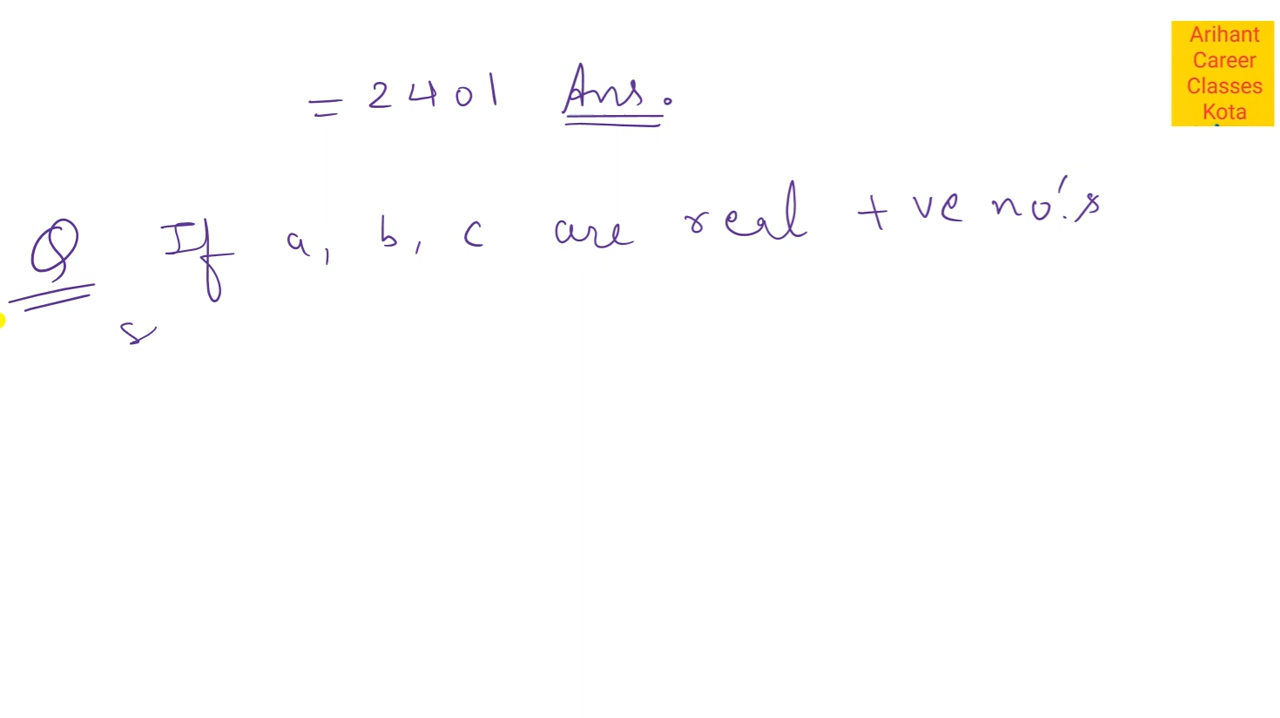 = 2401 Ans.
Arihant
Career
Classes
Kota
Q If a, b, c are real +ve no.'s
s